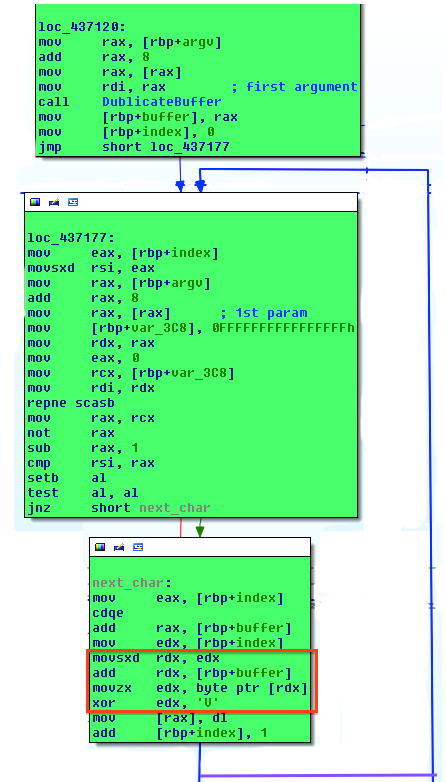 loc_437120:
mov rax, [rbp+argv]
add rax, 8
mov rax, [rax]
mov rdi, rax ; first argument
call DublicateBuffer
mov [rbp+buffer], rax
mov [rbp+index], 0
jmp short loc_437177
loc_437177:
mov eax, [rbp+index]
movsxd rsi, eax
mov rax, [rbp+argv]
add rax, 8
mov rax, [rax] ; 1st param
mov [rbp+var_3C8], 0FFFFFFFFFFFFFFFFh
mov rdx, rax
mov eax, 0
mov rcx, [rbp+var_3C8]
mov rdi, rdx
repne scasb
mov rax, rcx
not rax
sub rax, 1
cmp rsi, rax
setb al
test al, al
jnz short next_char
next_char:
mov eax, [rbp+index]
cdqe
add rax, [rbp+buffer]
mov edx, [rbp+index]
movsxd rdx, edx
add rdx, [rbp+buffer]
movzx edx, byte ptr [rdx]
xor edx, 'V'
mov [rax], dl
add [rbp+index], 1